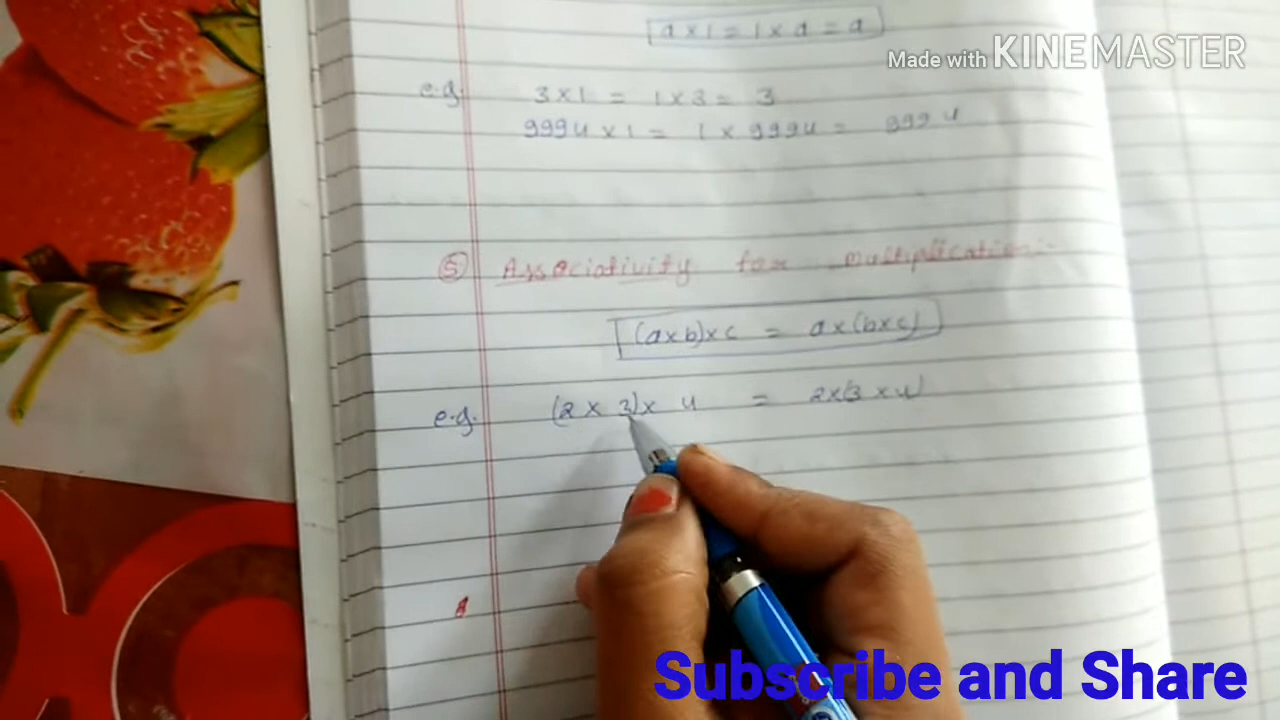 a×1 = 1×a = a
Made with KINEMASTER
e.g. 3×1 = 1×3 = 3
9994×1 = 1×9994 = 9994
⑤ Associativity for multiplication :-
(a×b)×c = a×(b×c)
e.g. (2×3)×4 = 2×(3×4)
Subscribe and Share